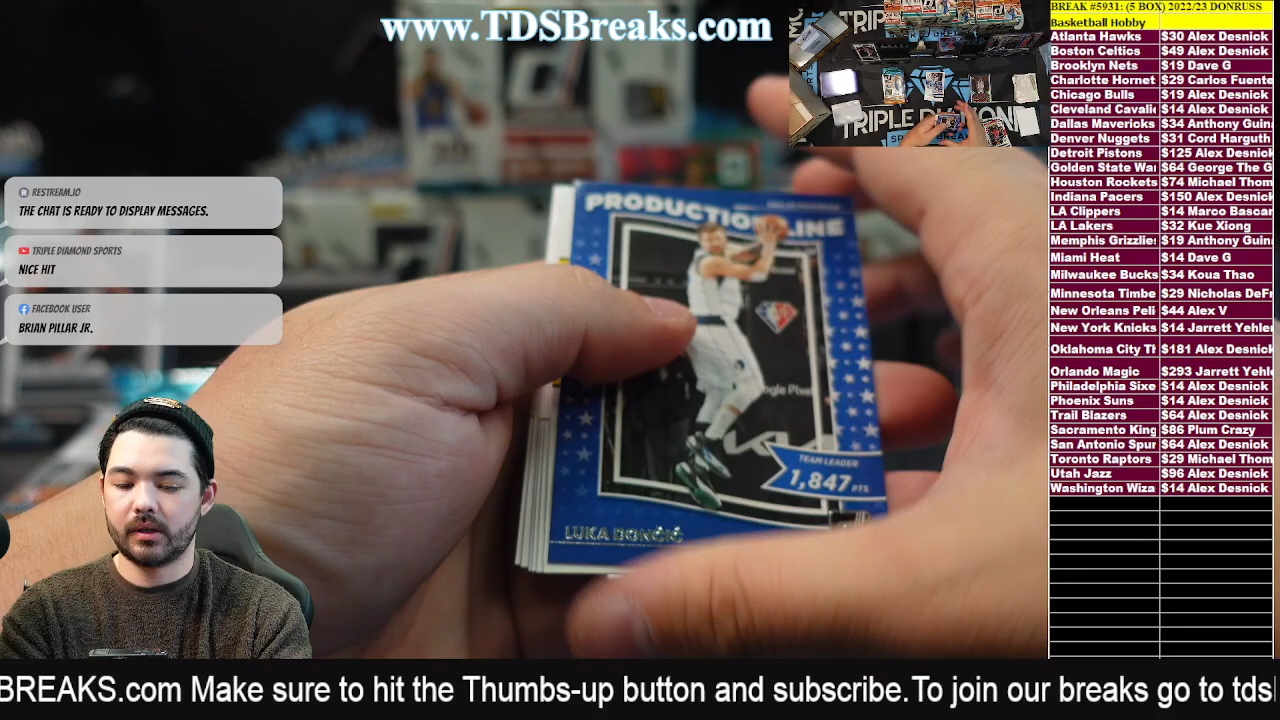 www.TDSBreaks.com
RESTREAM.IO
THE CHAT IS READY TO DISPLAY MESSAGES.
TRIPLE DIAMOND SPORTS
NICE HIT
FACEBOOK USER
BRIAN PILLAR JR.
PRODUCTION LINE
TEAM LEADER
1,847 PTS
LUKA DONČIĆ
TRIPLE DIAMOND
BREAK #5931: (5 BOX) 2022/23 DONRUSS
Basketball Hobby
Atlanta Hawks $30 Alex Desnick
Boston Celtics $49 Alex Desnick
Brooklyn Nets $19 Dave G
Charlotte Hornet $29 Carlos Fuente
Chicago Bulls $19 Alex Desnick
Cleveland Cavali $14 Alex Desnick
Dallas Mavericks $34 Anthony Guin
Denver Nuggets $31 Cord Harguth
Detroit Pistons $125 Alex Desnick
Golden State Wa $64 George The G
Houston Rockets $74 Michael Thom
Indiana Pacers $150 Alex Desnick
LA Clippers $14 Marco Bascar
LA Lakers $32 Kue Xiong
Memphis Grizzlie $19 Anthony Guin
Miami Heat $14 Dave G
Milwaukee Bucks $34 Koua Thao
Minnesota Timbe $29 Nicholas DeFr
New Orleans Peli $44 Alex V
New York Knicks $14 Jarrett Yehle
Oklahoma City Th $181 Alex Desnick
Orlando Magic $293 Jarrett Yehl
Philadelphia Sixe $14 Alex Desnick
Phoenix Suns $14 Alex Desnick
Trail Blazers $64 Alex Desnick
Sacramento King $86 Plum Crazy
San Antonio Spur $64 Alex Desnick
Toronto Raptors $29 Michael Thom
Utah Jazz $96 Alex Desnick
Washington Wiza $14 Alex Desnick
BREAKS.com Make sure to hit the Thumbs-up button and subscribe.To join our breaks go to tds